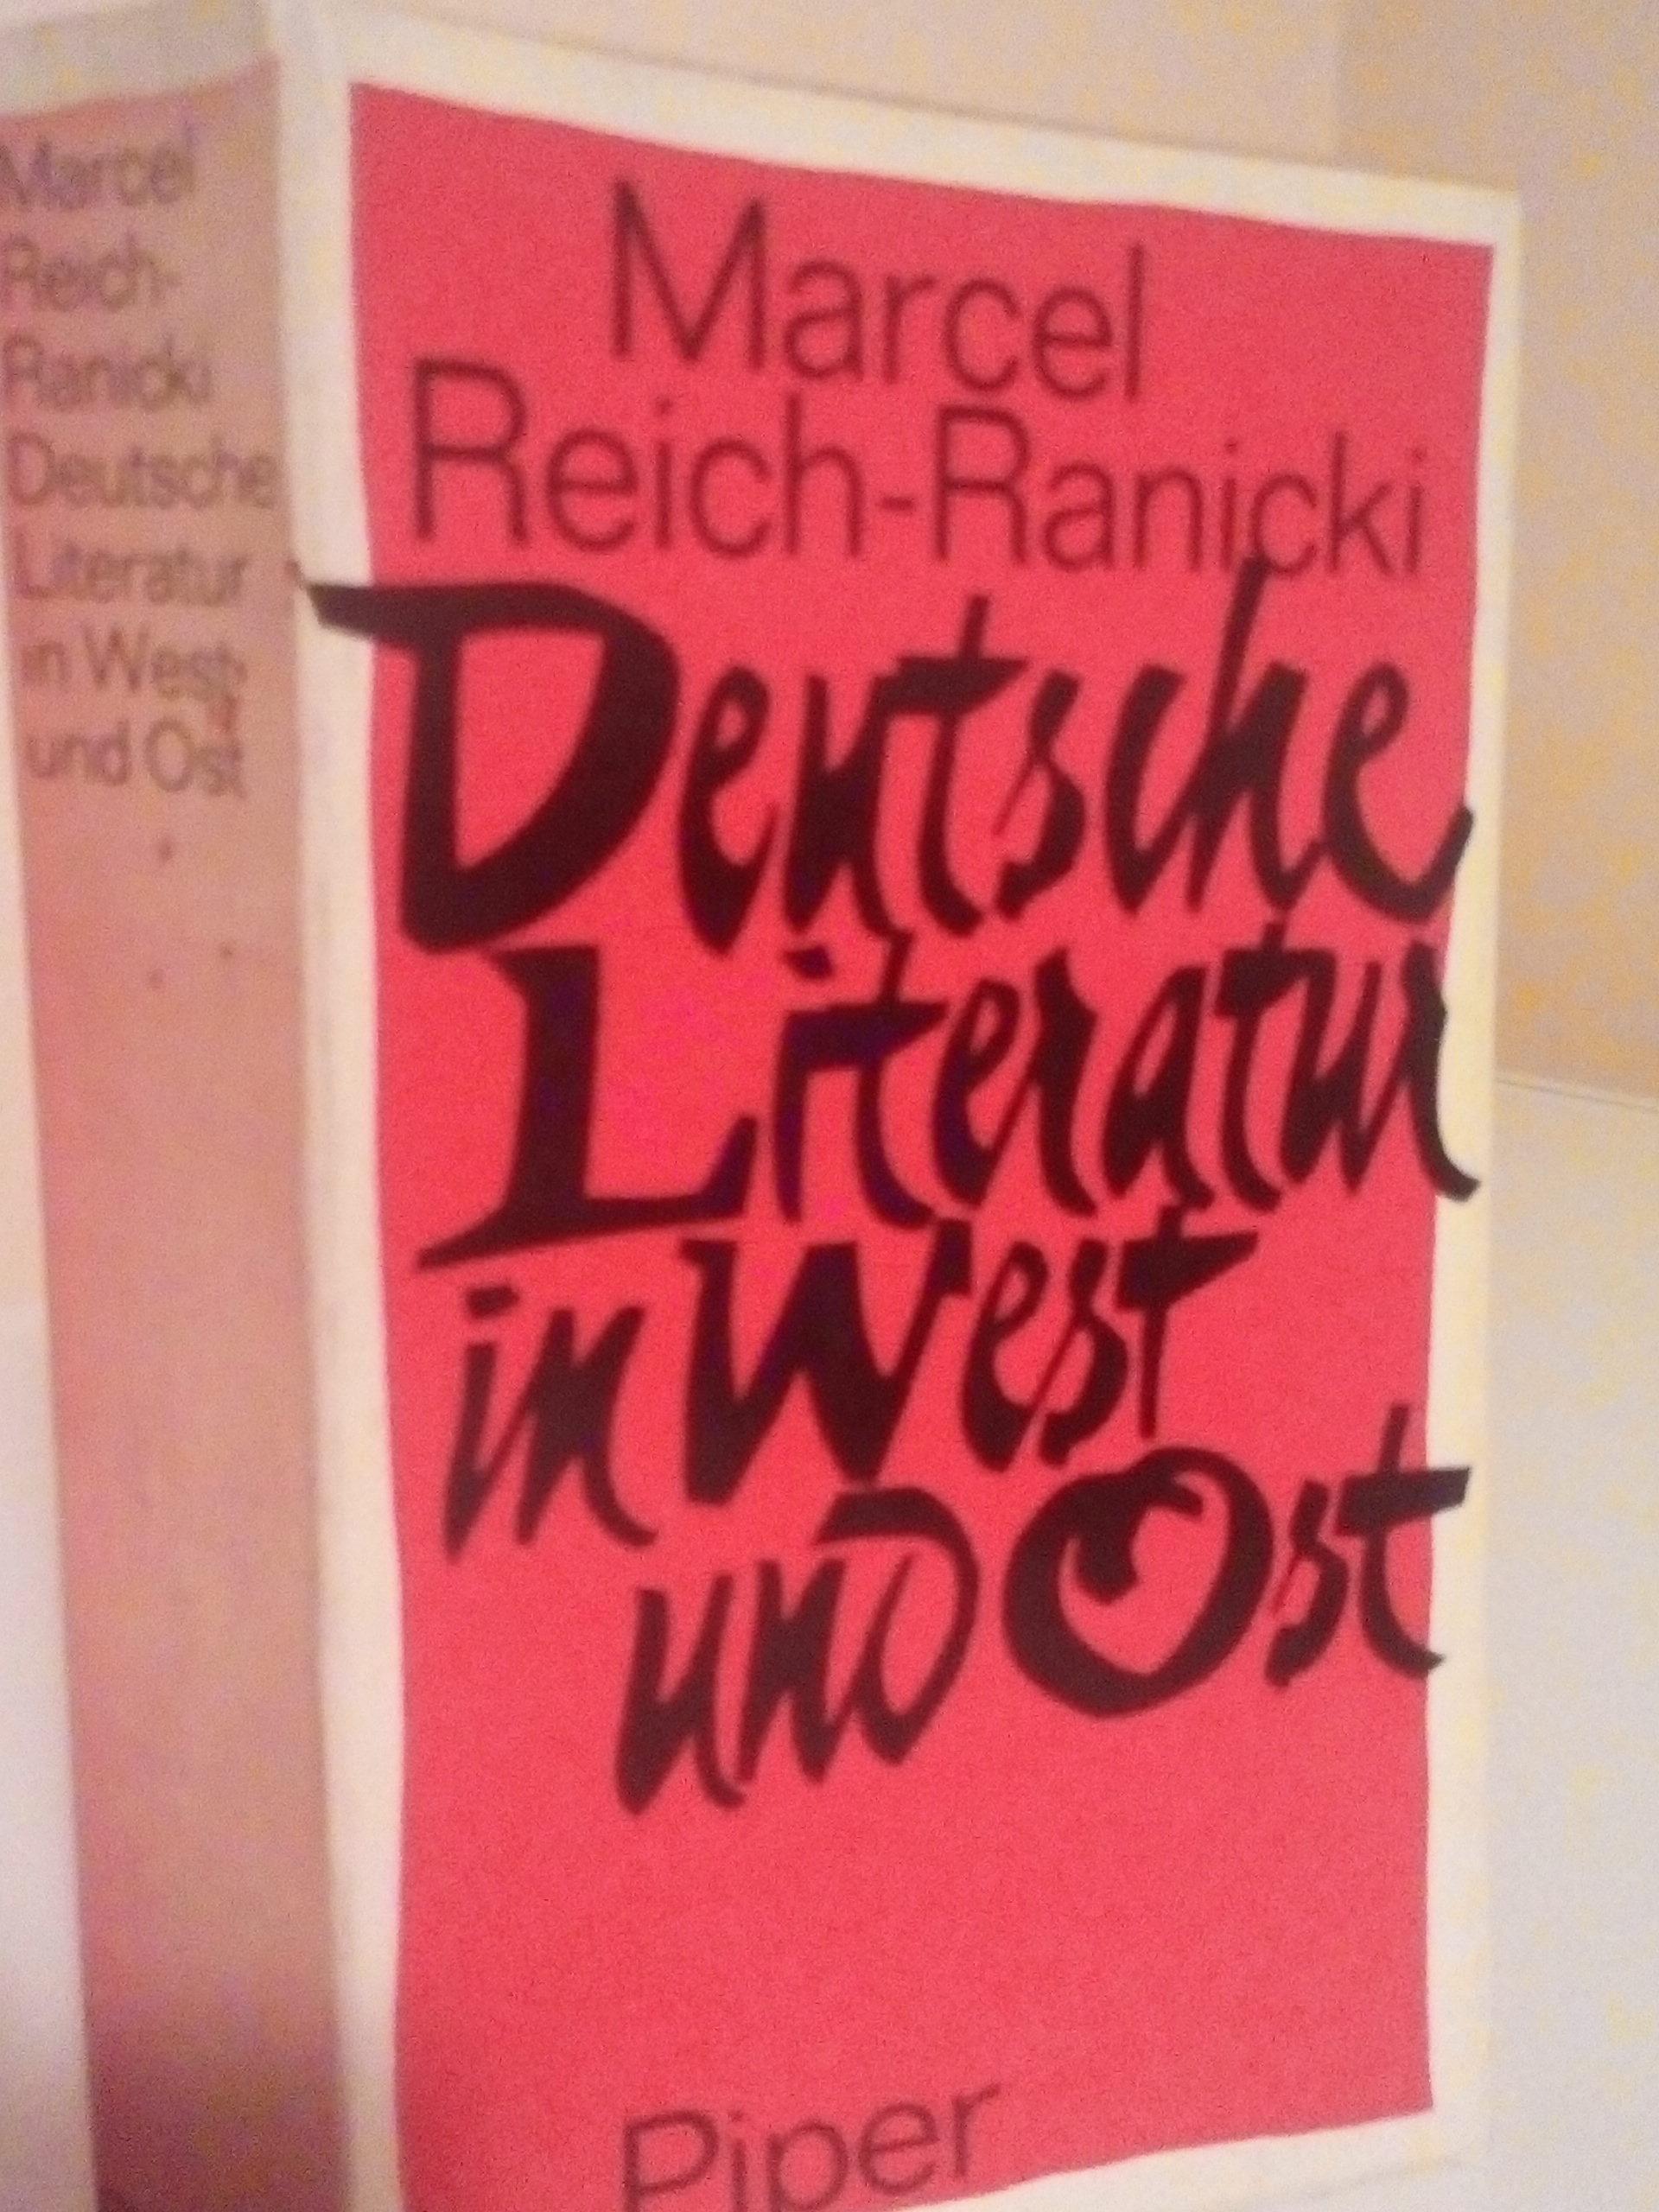 Marcel
Reich-
Ranicki
Deutsche
Literatur
in West
und Ost
Marcel
Reich-Ranicki
Deutsche
Literatur
in West
und Ost
Piper